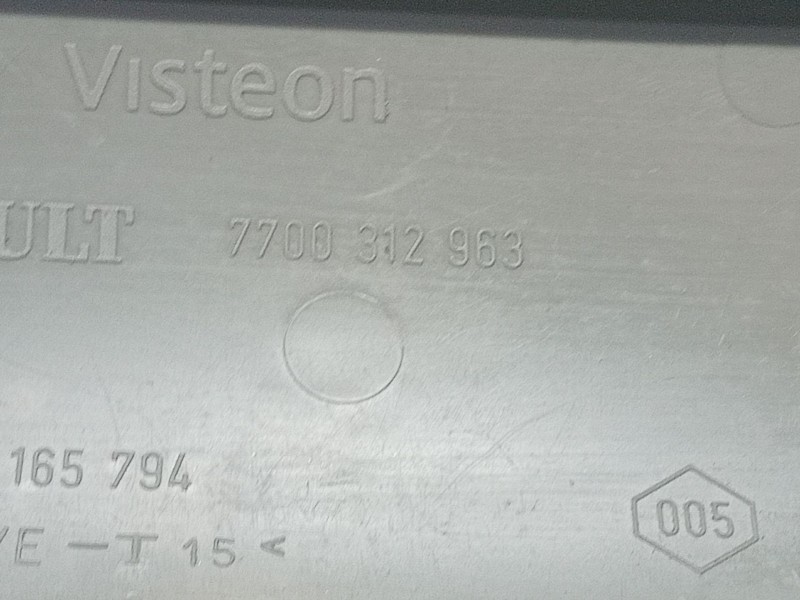 Visteon
ULT 7700 312 963
165 794
005
/E -T 15 <